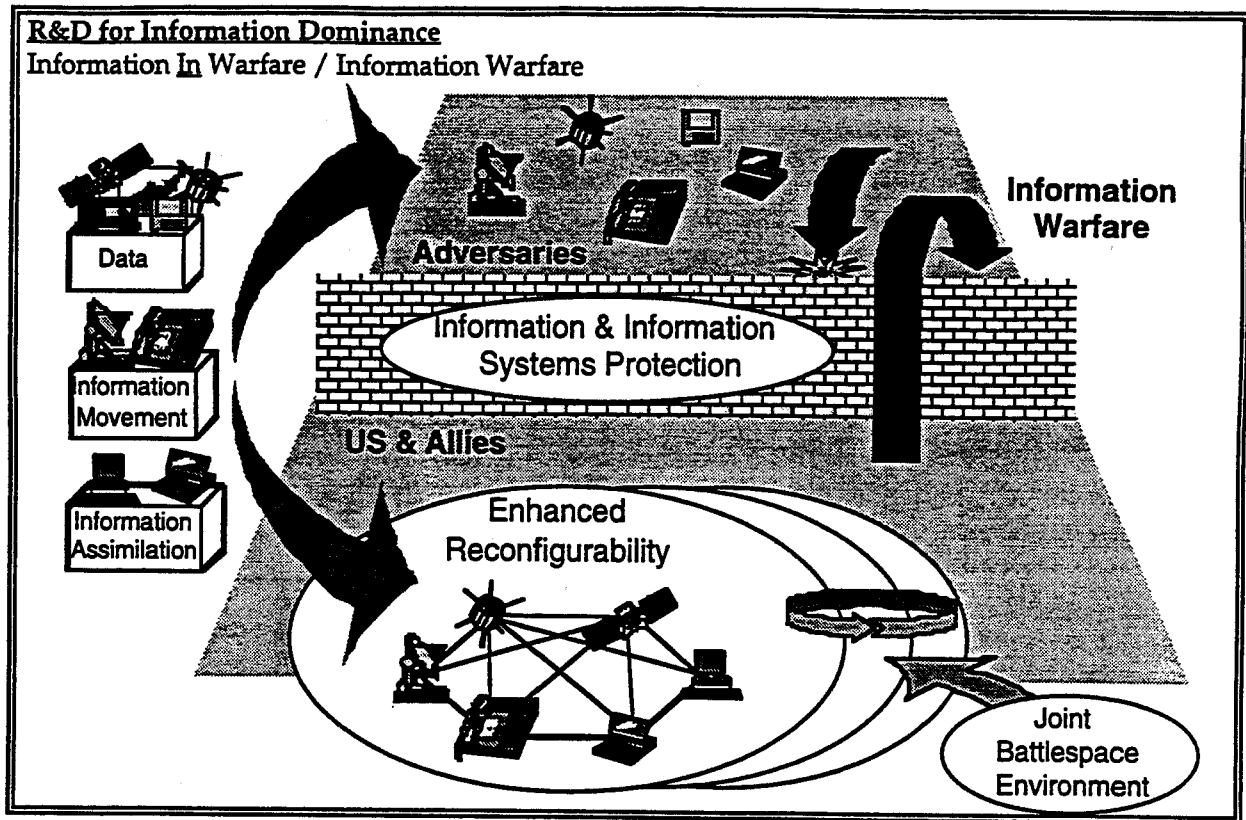 R&D for Information Dominance
Information In Warfare / Information Warfare
Data
Information
Movement
Information
Assimilation
Adversaries
Information
Warfare
Information & Information
Systems Protection
US & Allies
Enhanced
Reconfigurability
Joint
Battlespace
Environment